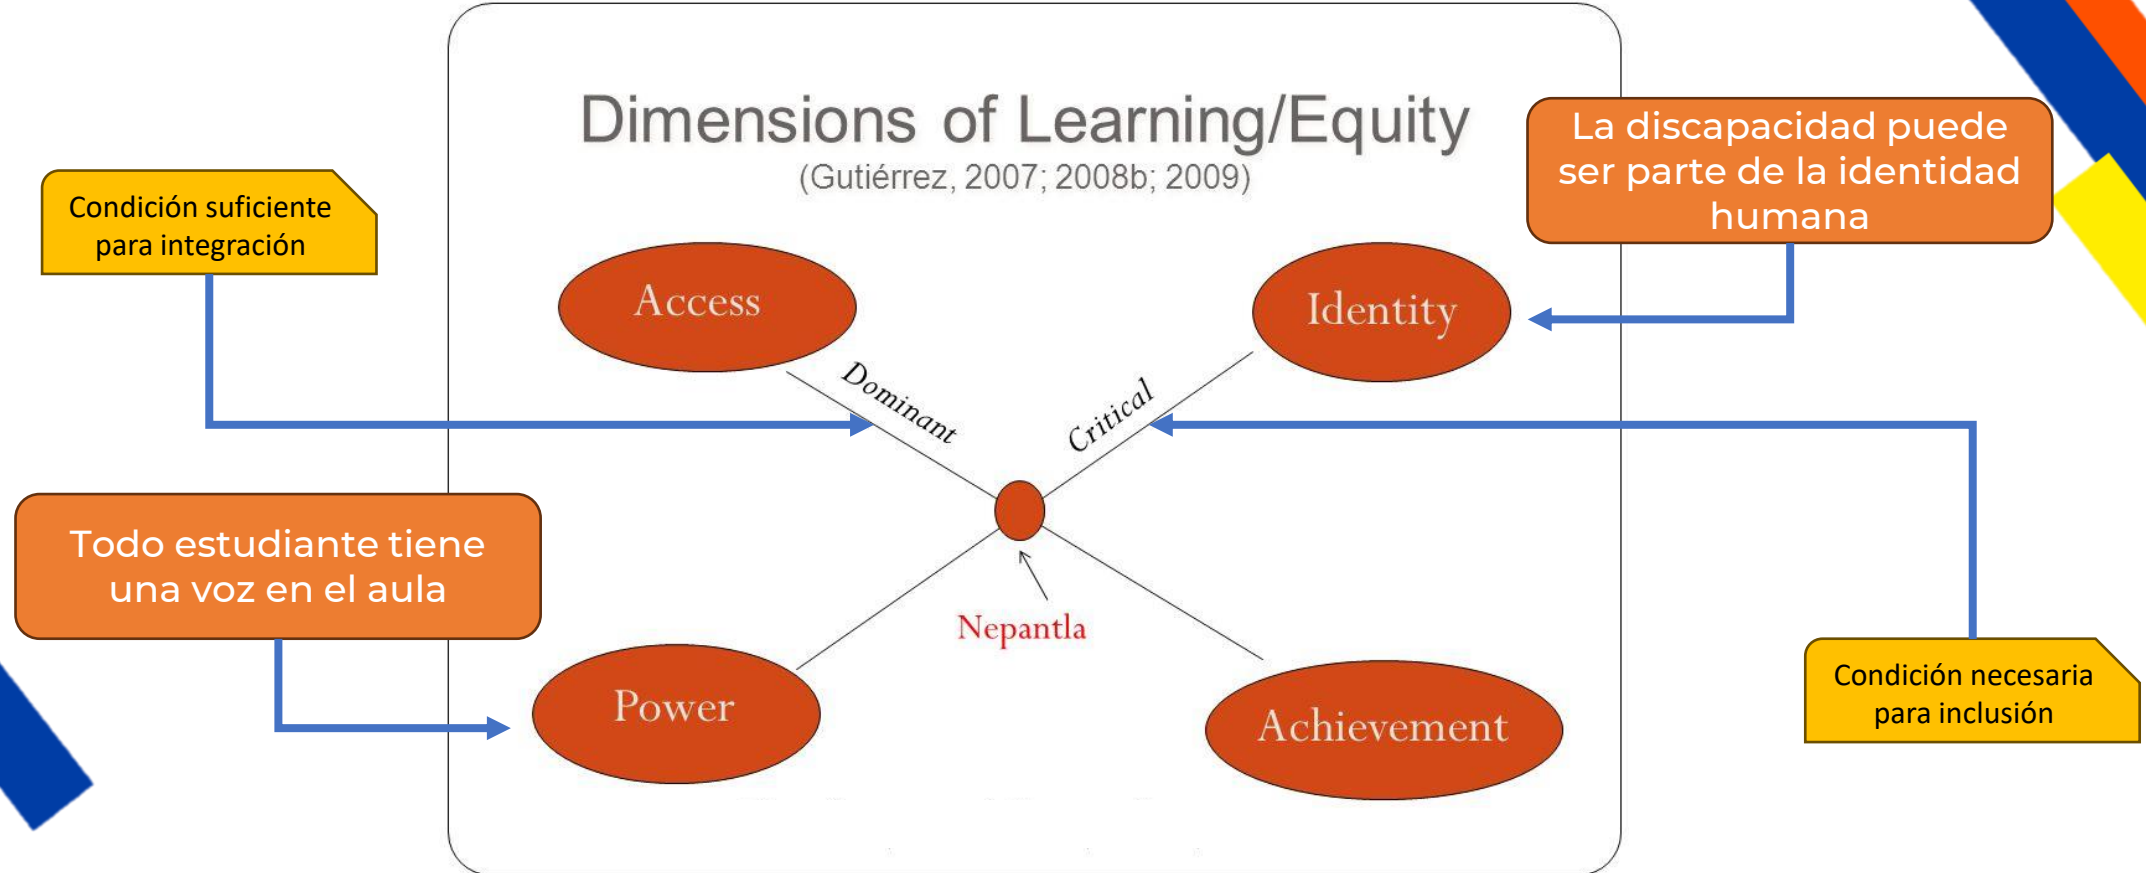 Dimensions of Learning/Equity
(Gutiérrez, 2007; 2008b; 2009)
La discapacidad puede
ser parte de la identidad
humana
Condición suficiente
para integración
Access
Identity
Dominant
Critical
Todo estudiante tiene
una voz en el aula
Nepantla
Power
Achievement
Condición necesaria
para inclusión